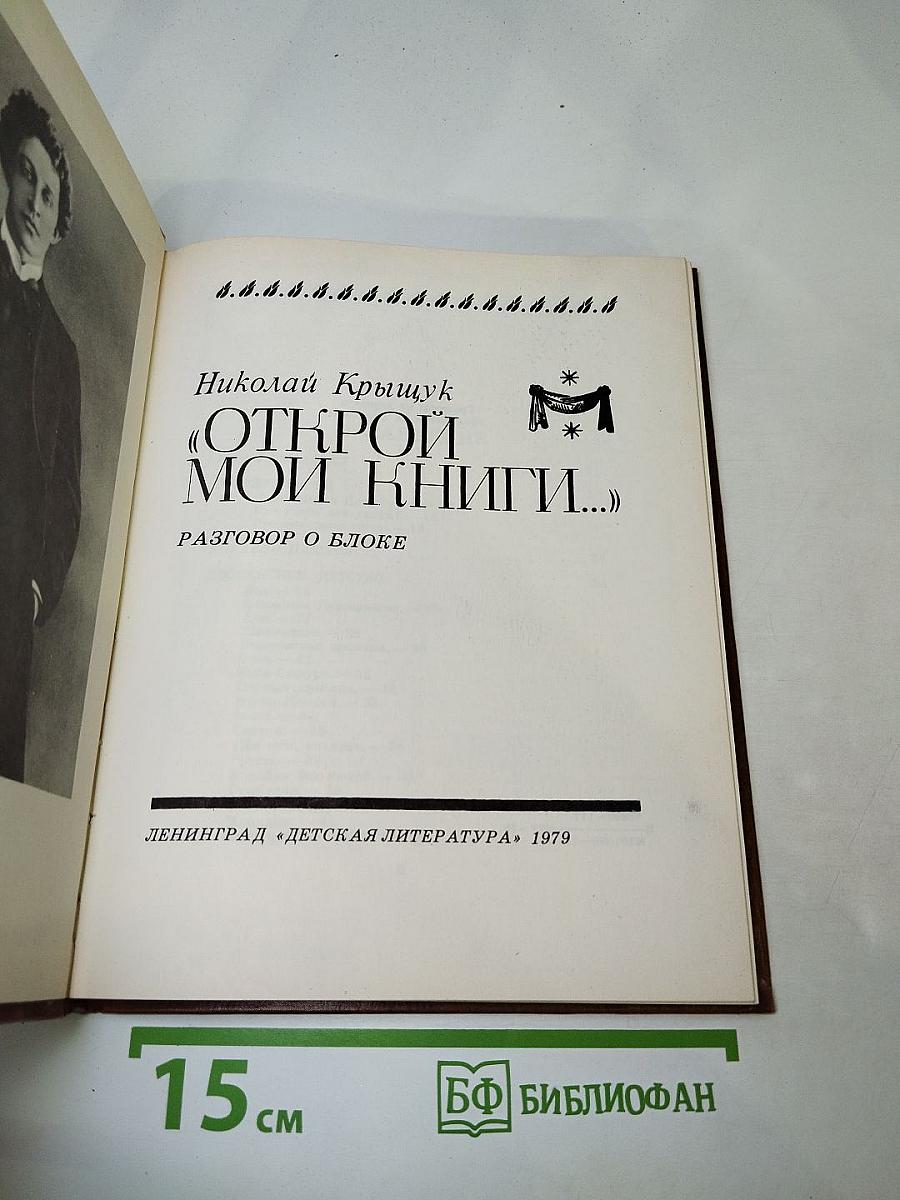 Николай Крыщук
«ОТКРОЙ
МОИ КНИГИ...»
РАЗГОВОР О БЛОКЕ
ЛЕНИНГРАД «ДЕТСКАЯ ЛИТЕРАТУРА» 1979
15 см
БФ БИБЛИОФАН